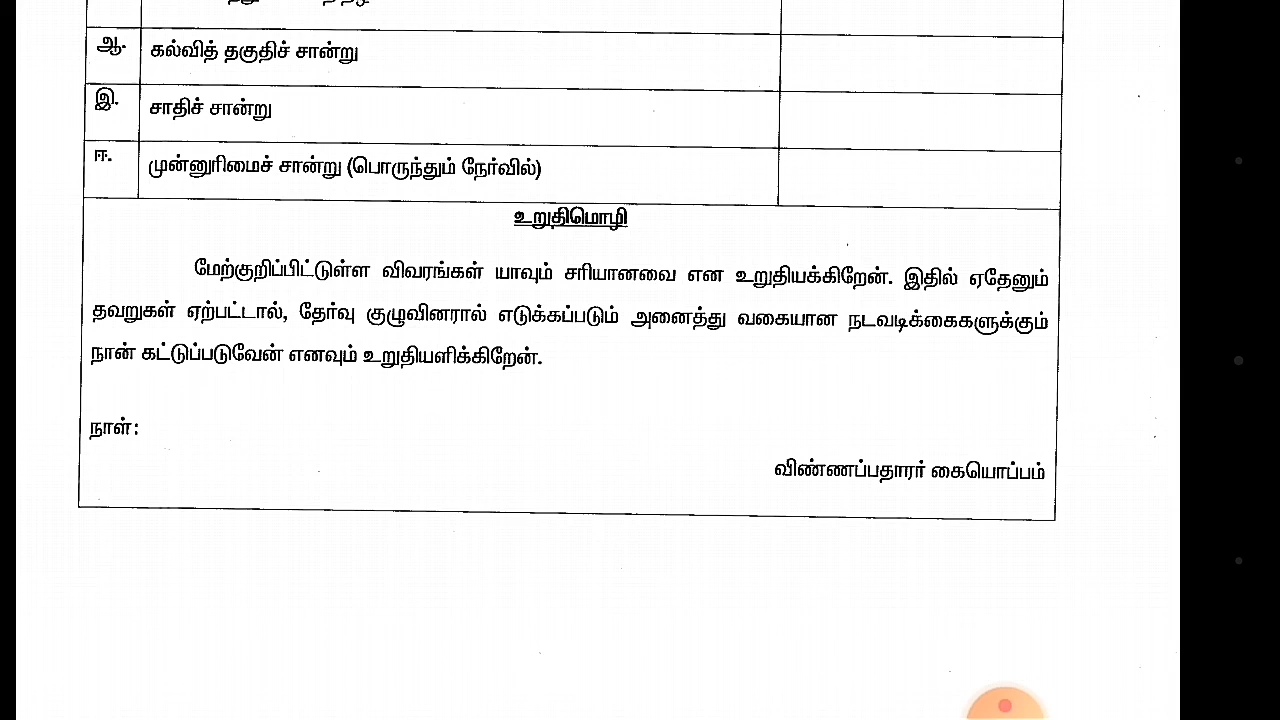 ஆ. கல்வித் தகுதிச் சான்று
இ. சாதிச் சான்று
ஈ. முன்னுரிமைச் சான்று (பொருந்தும் நேர்வில்)
உறுதிமொழி
மேற்குறிப்பிட்டுள்ள விவரங்கள் யாவும் சரியானவை என உறுதியக்கிறேன். இதில் ஏதேனும்
தவறுகள் ஏற்பட்டால், தேர்வு குழுவினரால் எடுக்கப்படும் அனைத்து வகையான நடவடிக்கைகளுக்கும்
நான் கட்டுப்படுவேன் எனவும் உறுதியளிக்கிறேன்.
நாள்:
விண்ணப்பதாரர் கையொப்பம்